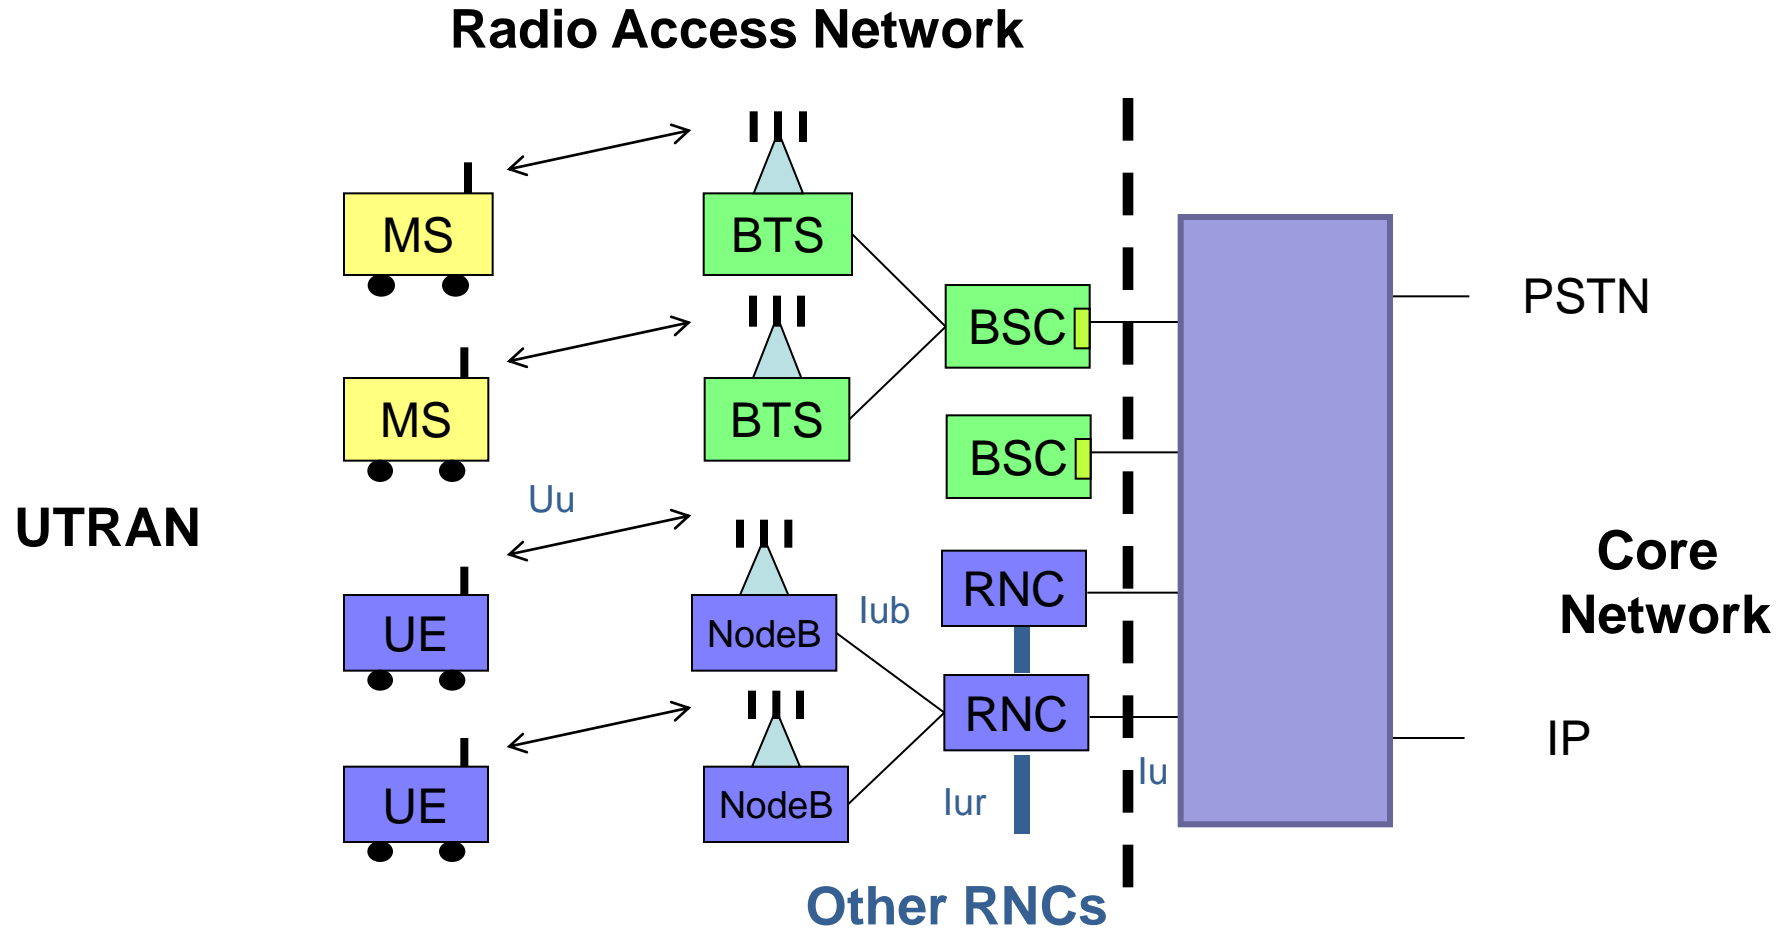 Radio Access Network
MS
BTS
BSC
PSTN
MS
BTS
BSC
Uu
UTRAN
Core
Network
RNC
Iub
UE
NodeB
RNC
IP
Iu
UE
NodeB
Iur
Other RNCs